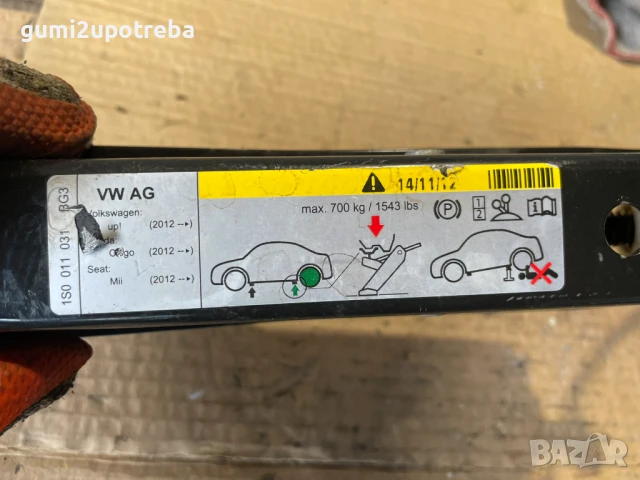 gumi2upotreba
1S0 011 031 BG3
VW AG
Volkswagen:
up! (2012 -->)
(2012 -->)
Seat:
Mii (2012 -->)
14/11/12
max. 700 kg / 1543 lbs
P
1
2
i
BAZAR